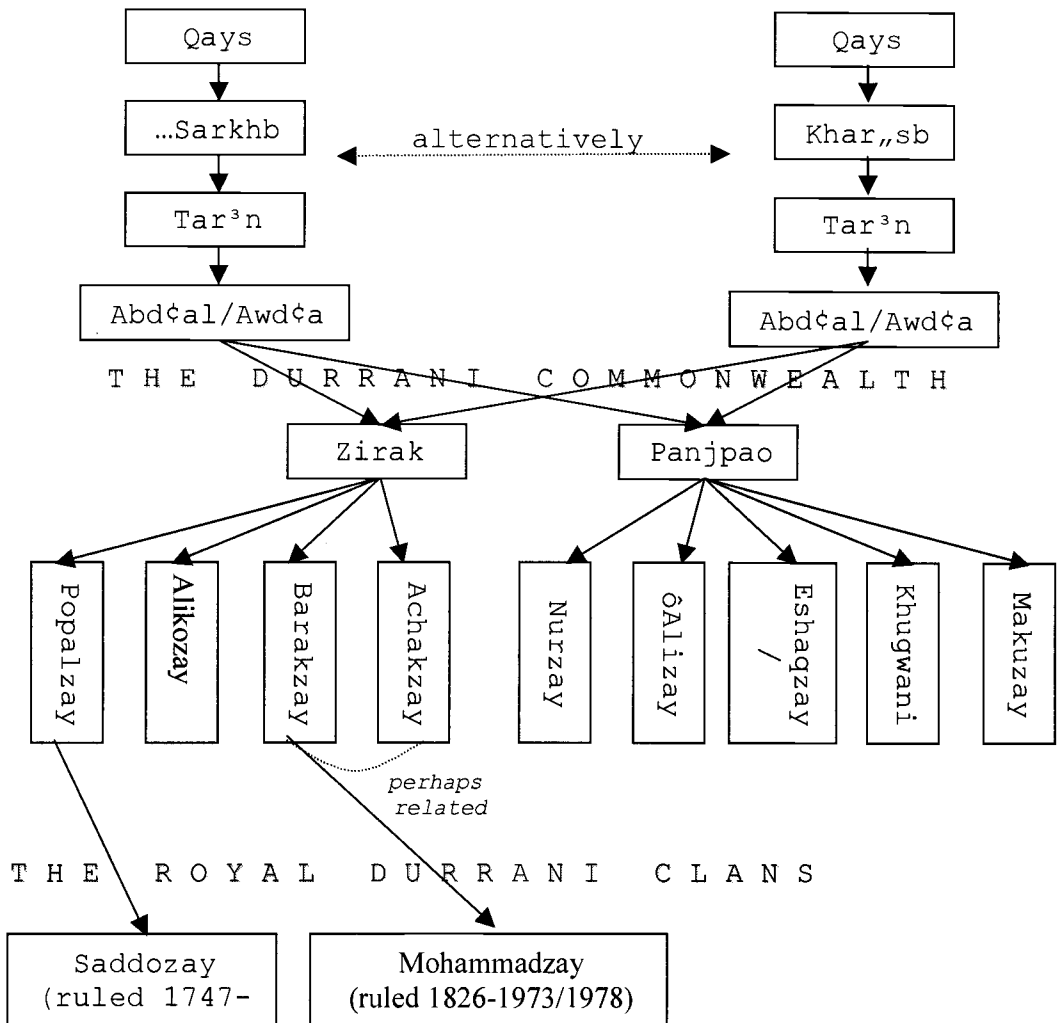 Qays
Qays
…Sarkhb
alternatively
Khar„sb
Tar³n
Tar³n
Abd¢al/Awd¢a
Abd¢al/Awd¢a
THE DURRANI COMMONWEALTH
Zirak
Panjpao
Popalzay
Alikozay
Barakzay
Achakzay
Nurzay
ôAlizay
Eshaqzay
/
Khugwani
Makuzay
perhaps
related
THE ROYAL DURRANI CLANS
Saddozay
(ruled 1747-
Mohammadzay
(ruled 1826-1973/1978)